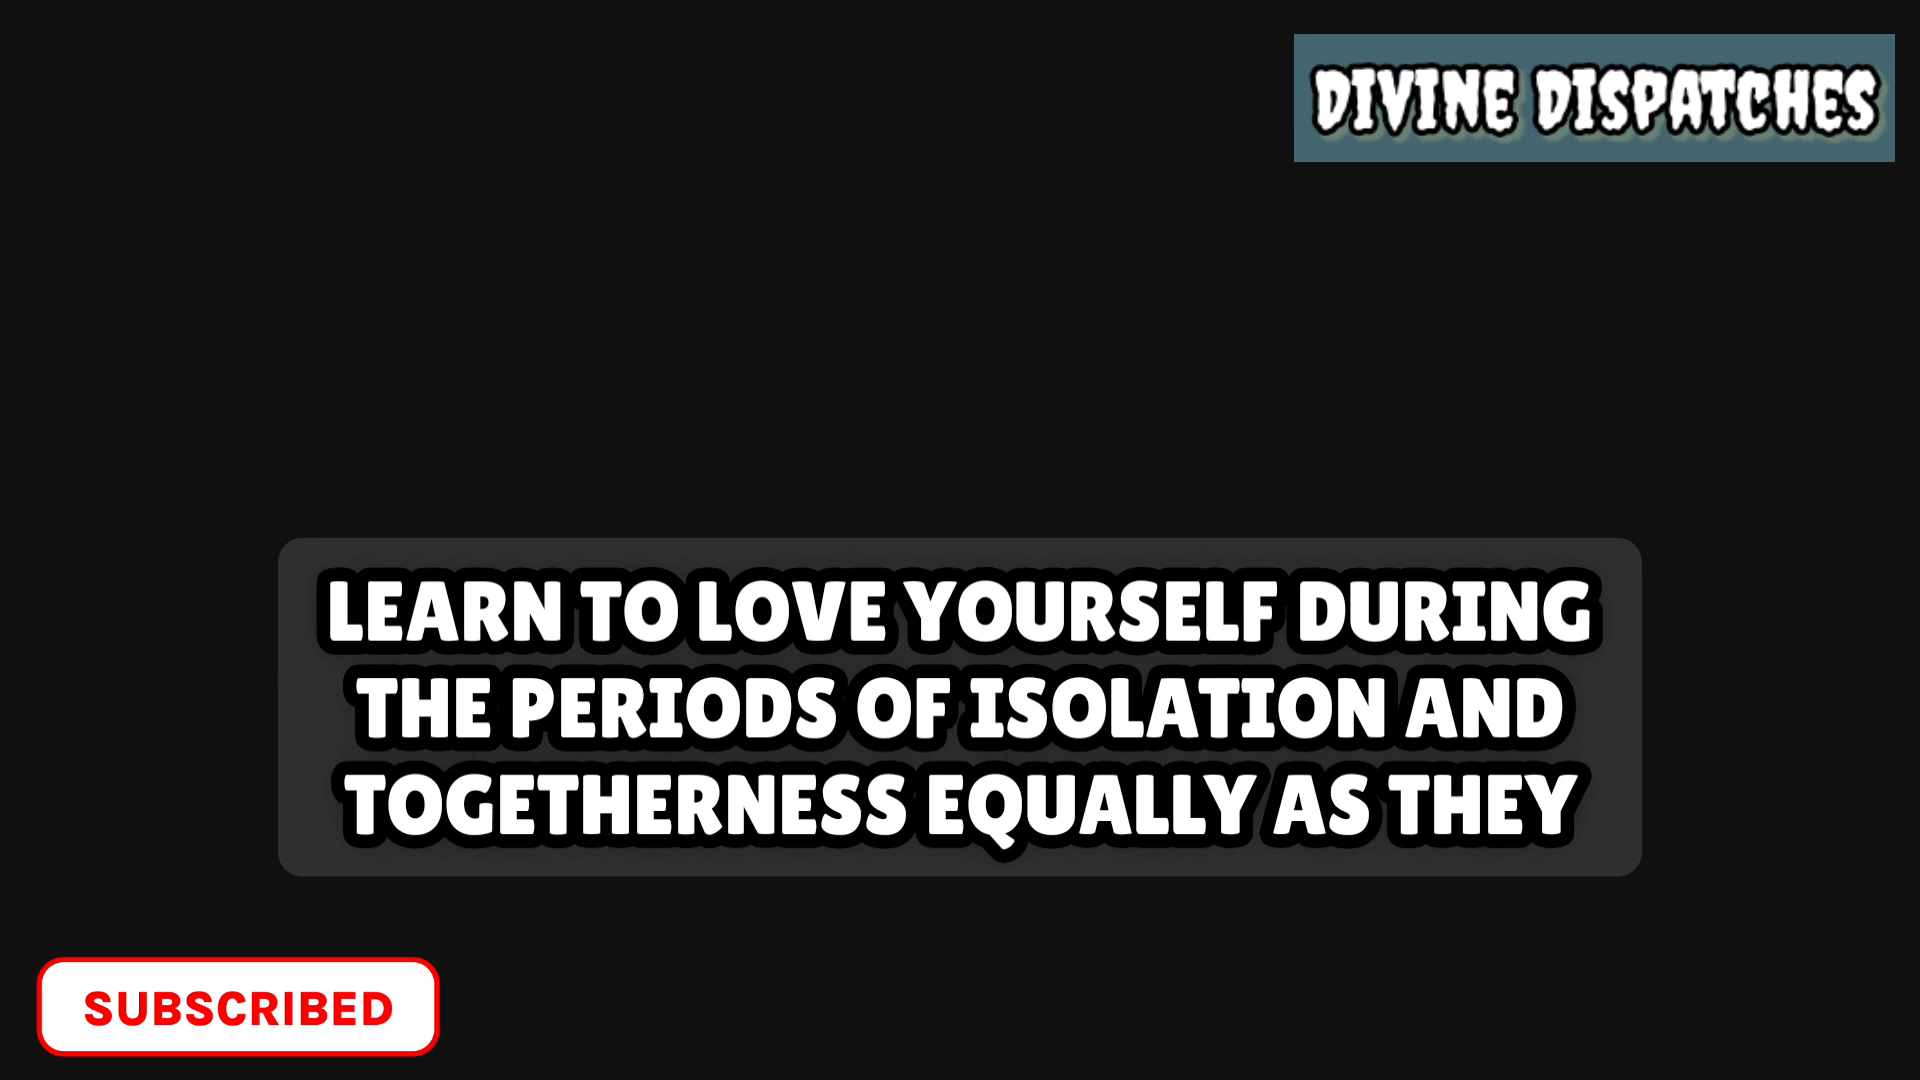 DIVINE DISPATCHES
LEARN TO LOVE YOURSELF DURING
THE PERIODS OF ISOLATION AND
TOGETHERNESS EQUALLY AS THEY
SUBSCRIBED